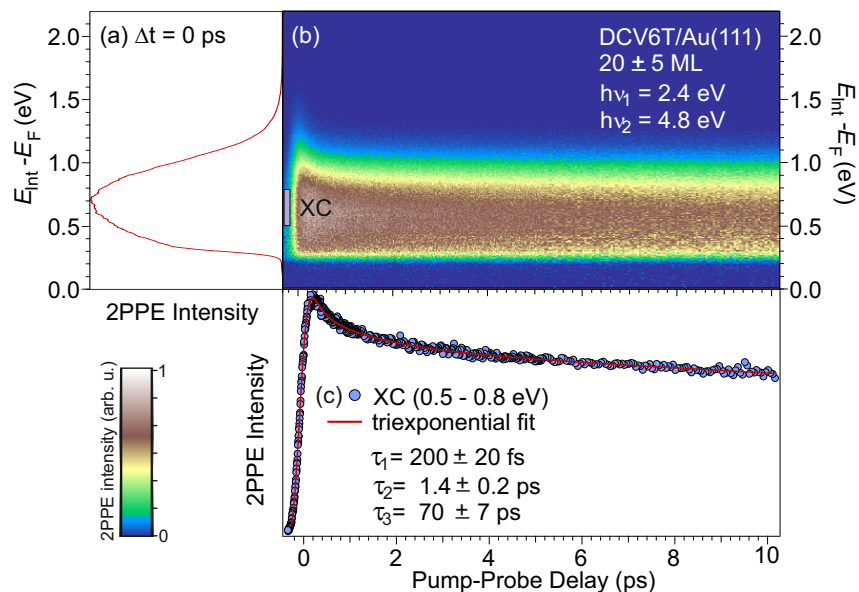 (a) Δt = 0 ps
(b)
DCV6T/Au(111)
20 ± 5 ML
hν₁ = 2.4 eV
hν₂ = 4.8 eV
E_Int -E_F (eV)
2.0
1.5
1.0
0.5
0.0
XC
2.0
1.5
1.0
0.5
0.0
E_Int -E_F (eV)
2PPE Intensity
2PPE intensity (arb. u.)
1
0
2PPE Intensity
(c) XC (0.5 - 0.8 eV)
triexponential fit
τ₁= 200 ± 20 fs
τ₂= 1.4 ± 0.2 ps
τ₃= 70 ± 7 ps
0 2 4 6 8 10
Pump-Probe Delay (ps)